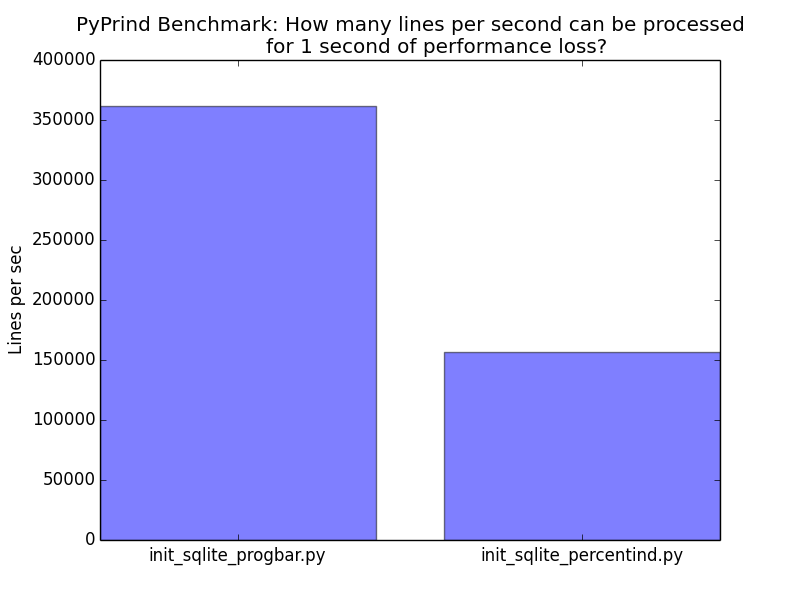 PyPrind Benchmark: How many lines per second can be processed
for 1 second of performance loss?
400000
350000
300000
250000
200000
150000
100000
50000
0
Lines per sec
init_sqlite_progbar.py
init_sqlite_percentind.py